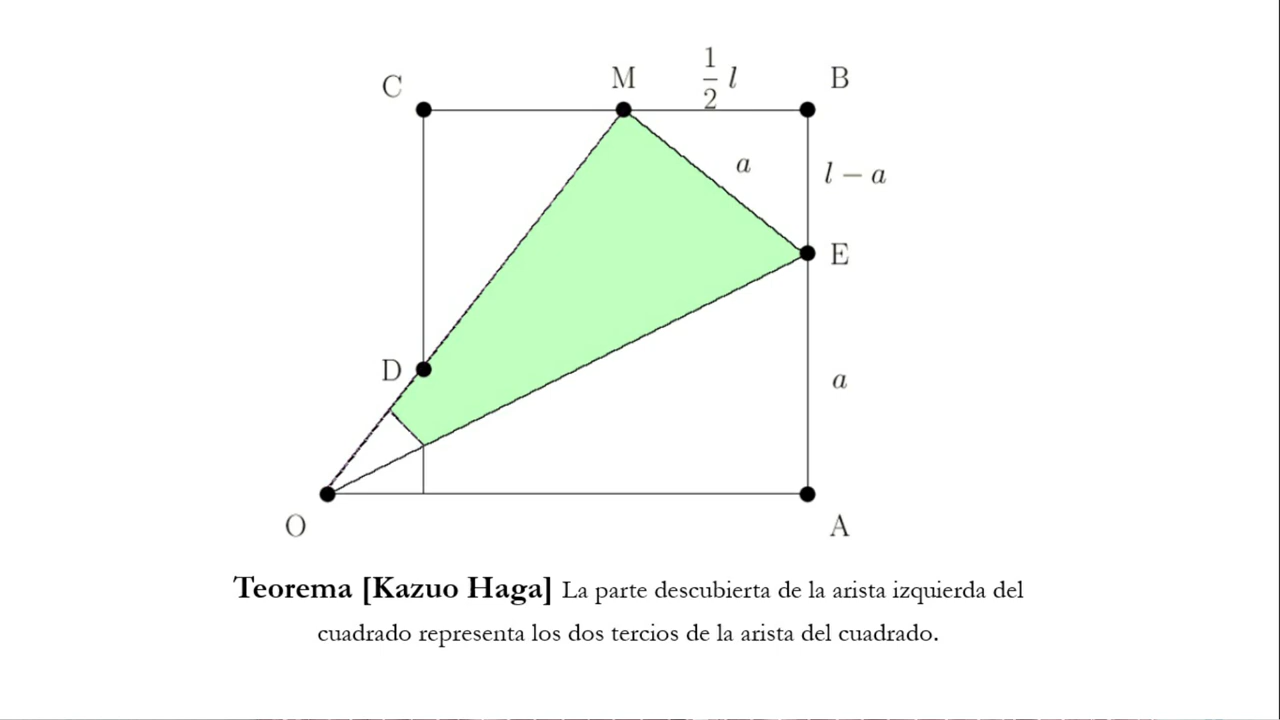 C
M
$\frac{1}{2} l$
B
a
l − a
E
D
a
O
A
Teorema [Kazuo Haga] La parte descubierta de la arista izquierda del
cuadrado representa los dos tercios de la arista del cuadrado.